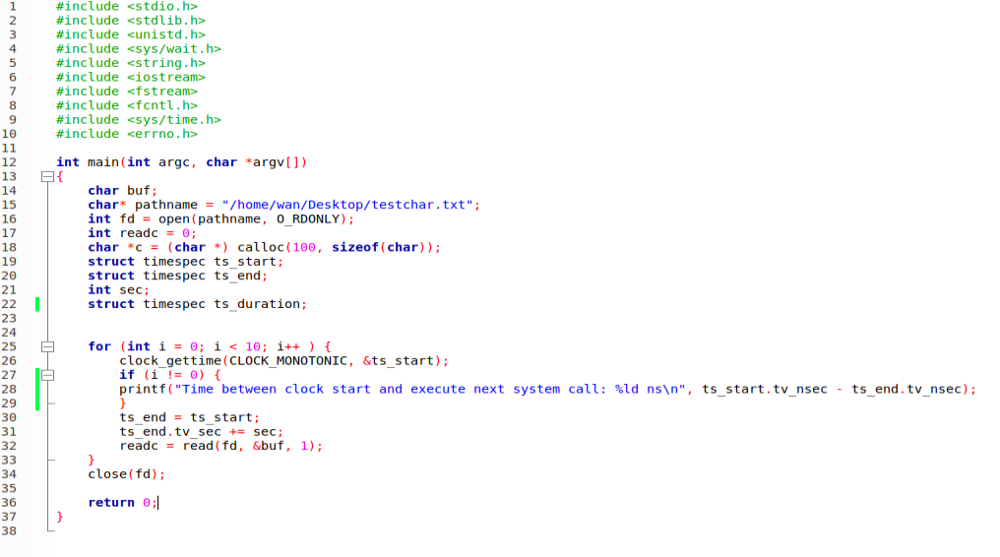 1 #include <stdio.h>
2 #include <stdlib.h>
3 #include <unistd.h>
4 #include <sys/wait.h>
5 #include <string.h>
6 #include <iostream>
7 #include <fstream>
8 #include <fcntl.h>
9 #include <sys/time.h>
10 #include <errno.h>
11
12 int main(int argc, char *argv[])
13 {
14     char buf;
15     char* pathname = "/home/wan/Desktop/testchar.txt";
16     int fd = open(pathname, O_RDONLY);
17     int readc = 0;
18     char *c = (char *) calloc(100, sizeof(char));
19     struct timespec ts_start;
20     struct timespec ts_end;
21     int sec;
22     struct timespec ts_duration;
23
24
25     for (int i = 0; i < 10; i++ ) {
26         clock_gettime(CLOCK_MONOTONIC, &ts_start);
27         if (i != 0) {
28         printf("Time between clock start and execute next system call: %ld ns\n", ts_start.tv_nsec - ts_end.tv_nsec);
29         }
30         ts_end = ts_start;
31         ts_end.tv_sec += sec;
32         readc = read(fd, &buf, 1);
33     }
34     close(fd);
35
36     return 0;
37 }
38